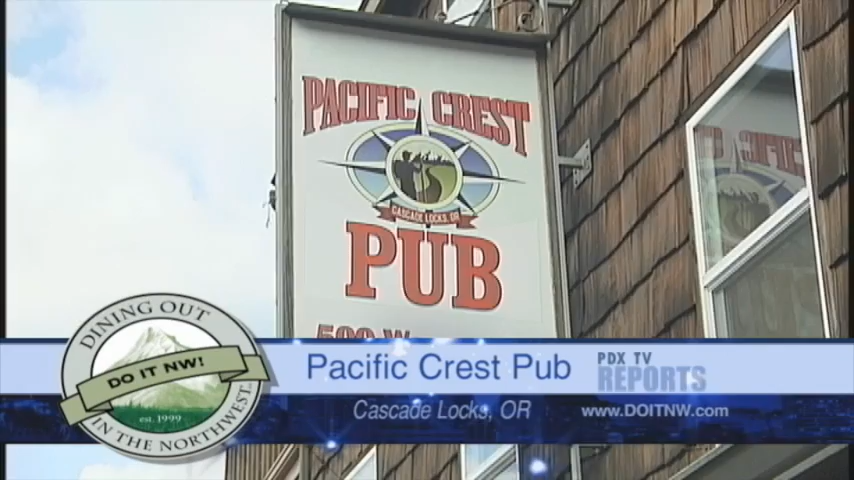 PACIFIC CREST
CASCADE LOCKS, OR
PUB
DINING OUT
DO IT NW!
est. 1999
IN THE NORTHWEST
Pacific Crest Pub
PDX TV
REPORTS
Cascade Locks, OR
www.DOITNW.com